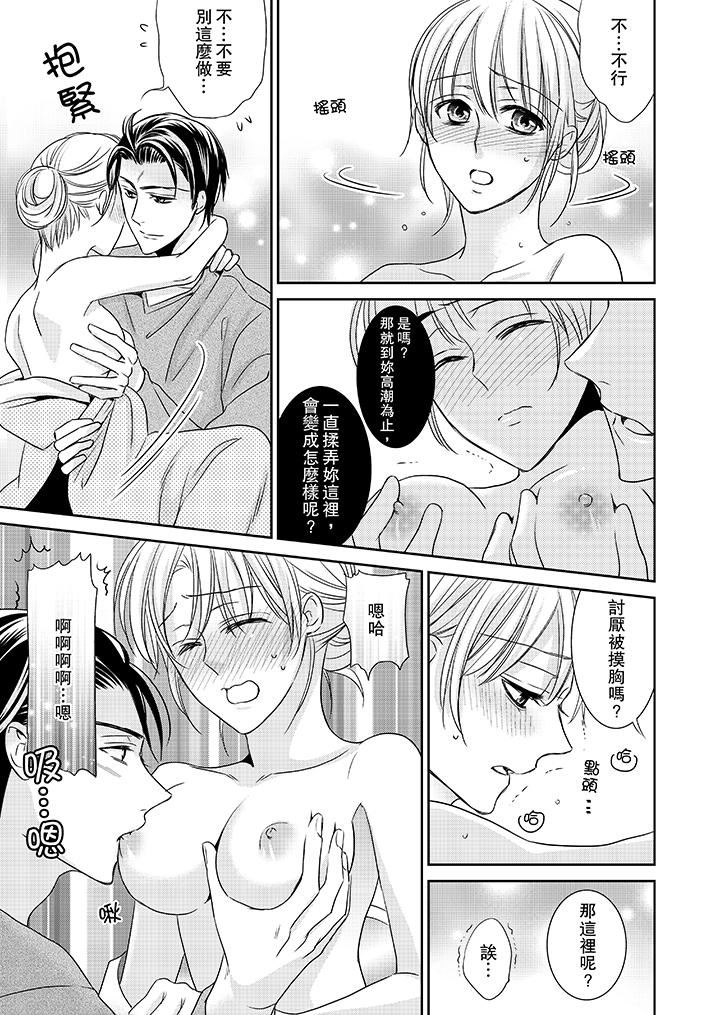 不…不行
搖頭
搖頭
不…不要
別這麼做…
抱緊
是嗎？
那就到妳高潮為止，
一直揉弄妳這裡，
會變成怎麼樣呢？
討厭被摸胸嗎？
哈
點頭…
哈
嗯哈
啊啊啊啊…嗯
吸……嗯
啾
那這裡呢？
誒…